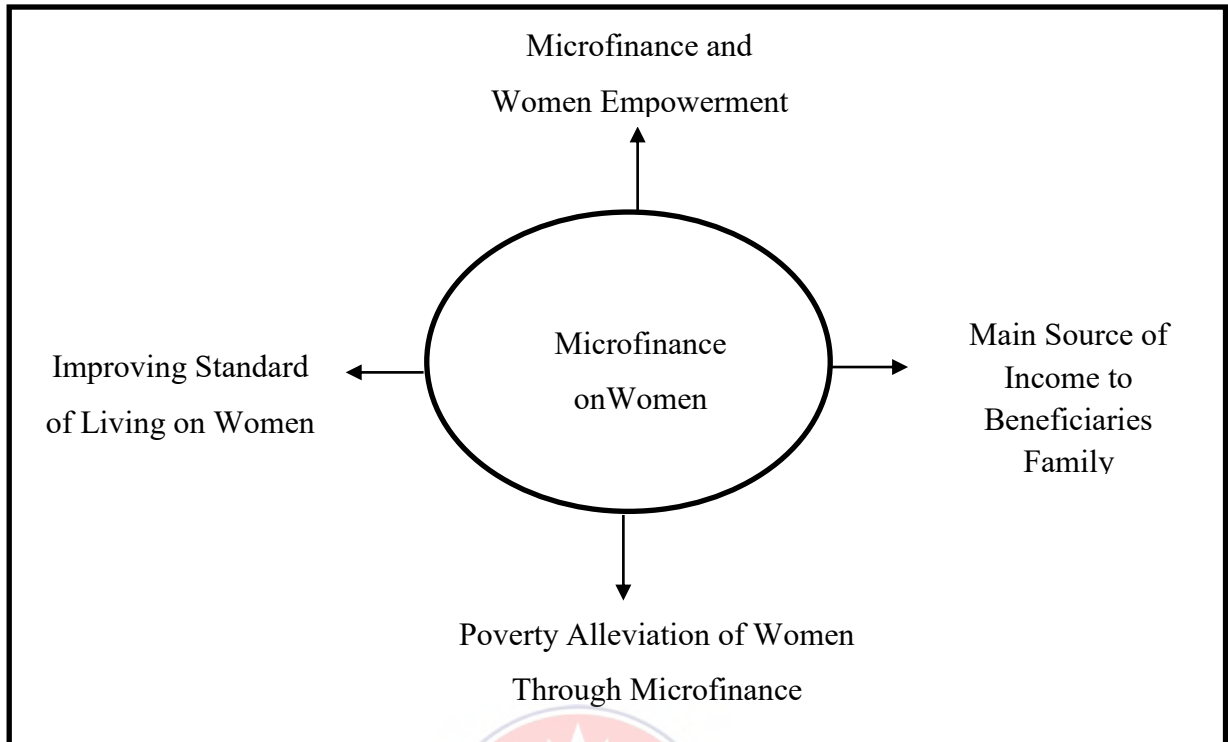 Microfinance and
Women Empowerment
Improving Standard
of Living on Women
Microfinance
onWomen
Main Source of
Income to
Beneficiaries
Family
Poverty Alleviation of Women
Through Microfinance